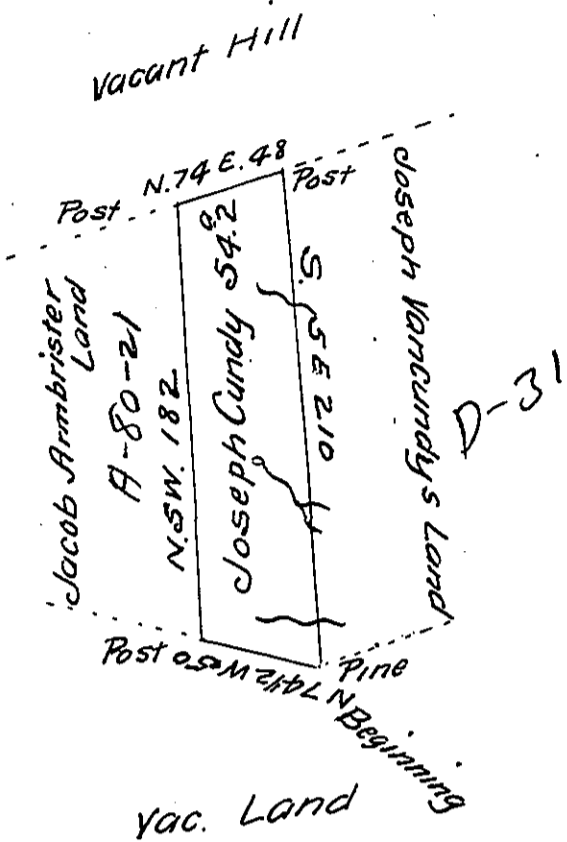 Vacant Hill
N.74 E.48
Post
Post
Jacob Armbrister
Land
A-80-21
N.5W. 182
Joseph Cundy 54.2
S. 5 E 210
Joseph Vancundys Land
D-31
Post
N 74½ W 50
Pine
Beginning
Vac. Land